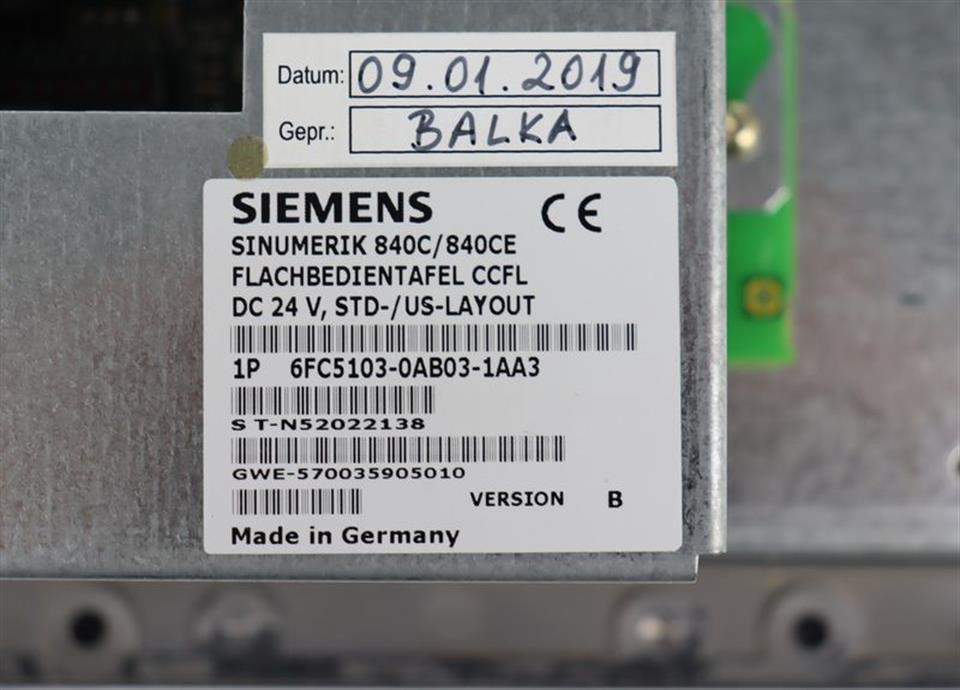 Datum: 09.01.2019
Gepr.: BALKA
SIEMENS CE
SINUMERIK 840C/840CE
FLACHBEDIENTAFEL CCFL
DC 24 V, STD-/US-LAYOUT
1P 6FC5103-0AB03-1AA3
S T-N52022138
GWE-570035905010
VERSION B
Made in Germany